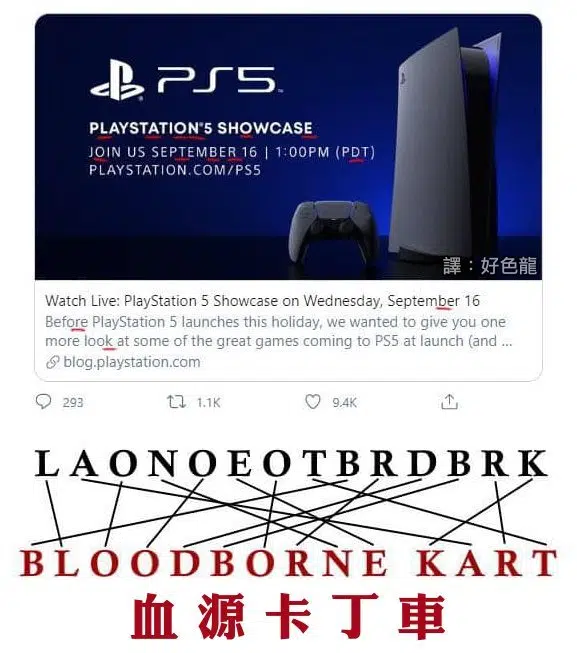 PS5™
PLAYSTATION®5 SHOWCASE
JOIN US SEPTEMBER 16 | 1:00PM (PDT)
PLAYSTATION.COM/PS5
譯：好色龍
Watch Live: PlayStation 5 Showcase on Wednesday, September 16
Before PlayStation 5 launches this holiday, we wanted to give you one
more look at some of the great games coming to PS5 at launch (and ...
blog.playstation.com
293 1.1K 9.4K
LAONOEOTBRDBRK
BLOODBORNE KART
血源卡丁車